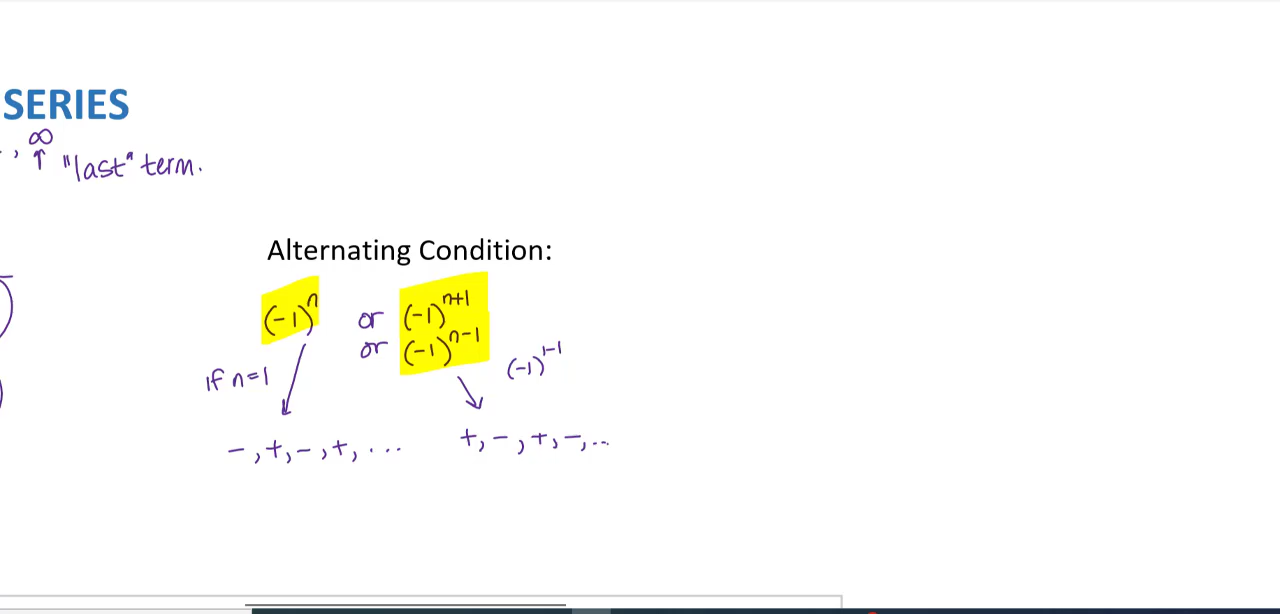 SERIES
, ∞
↑ "last" term.
Alternating Condition:
(-1)^n or (-1)^{n+1}
or (-1)^{n-1}
if n=1 (-1)^{1-1}
-, +, -, +, ... +, -, +, -, ...